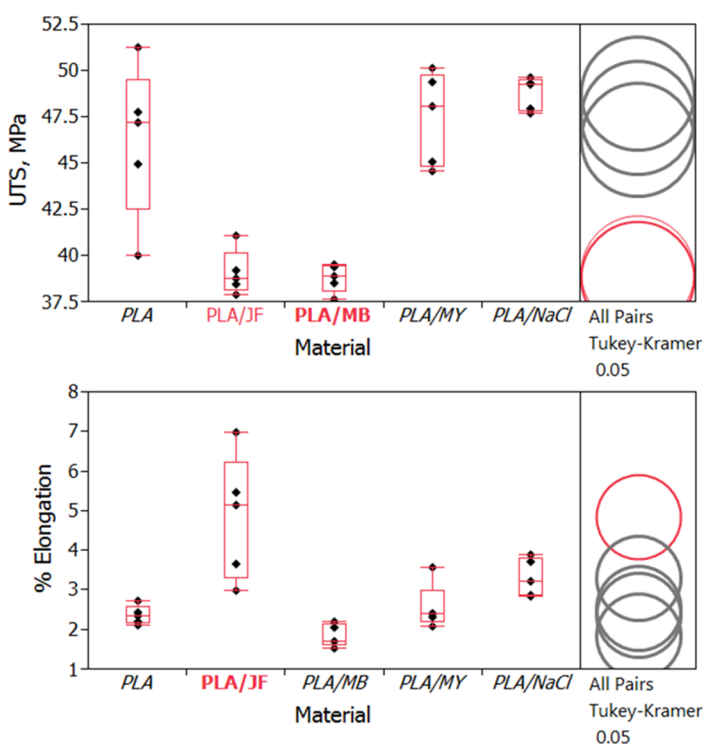 52.5
50
47.5
45
42.5
40
37.5
UTS, MPa
PLA PLA/JF PLA/MB PLA/MY PLA/NaCl
Material
All Pairs
Tukey-Kramer
0.05
8
7
6
5
4
3
2
1
% Elongation
PLA PLA/JF PLA/MB PLA/MY PLA/NaCl
Material
All Pairs
Tukey-Kramer
0.05